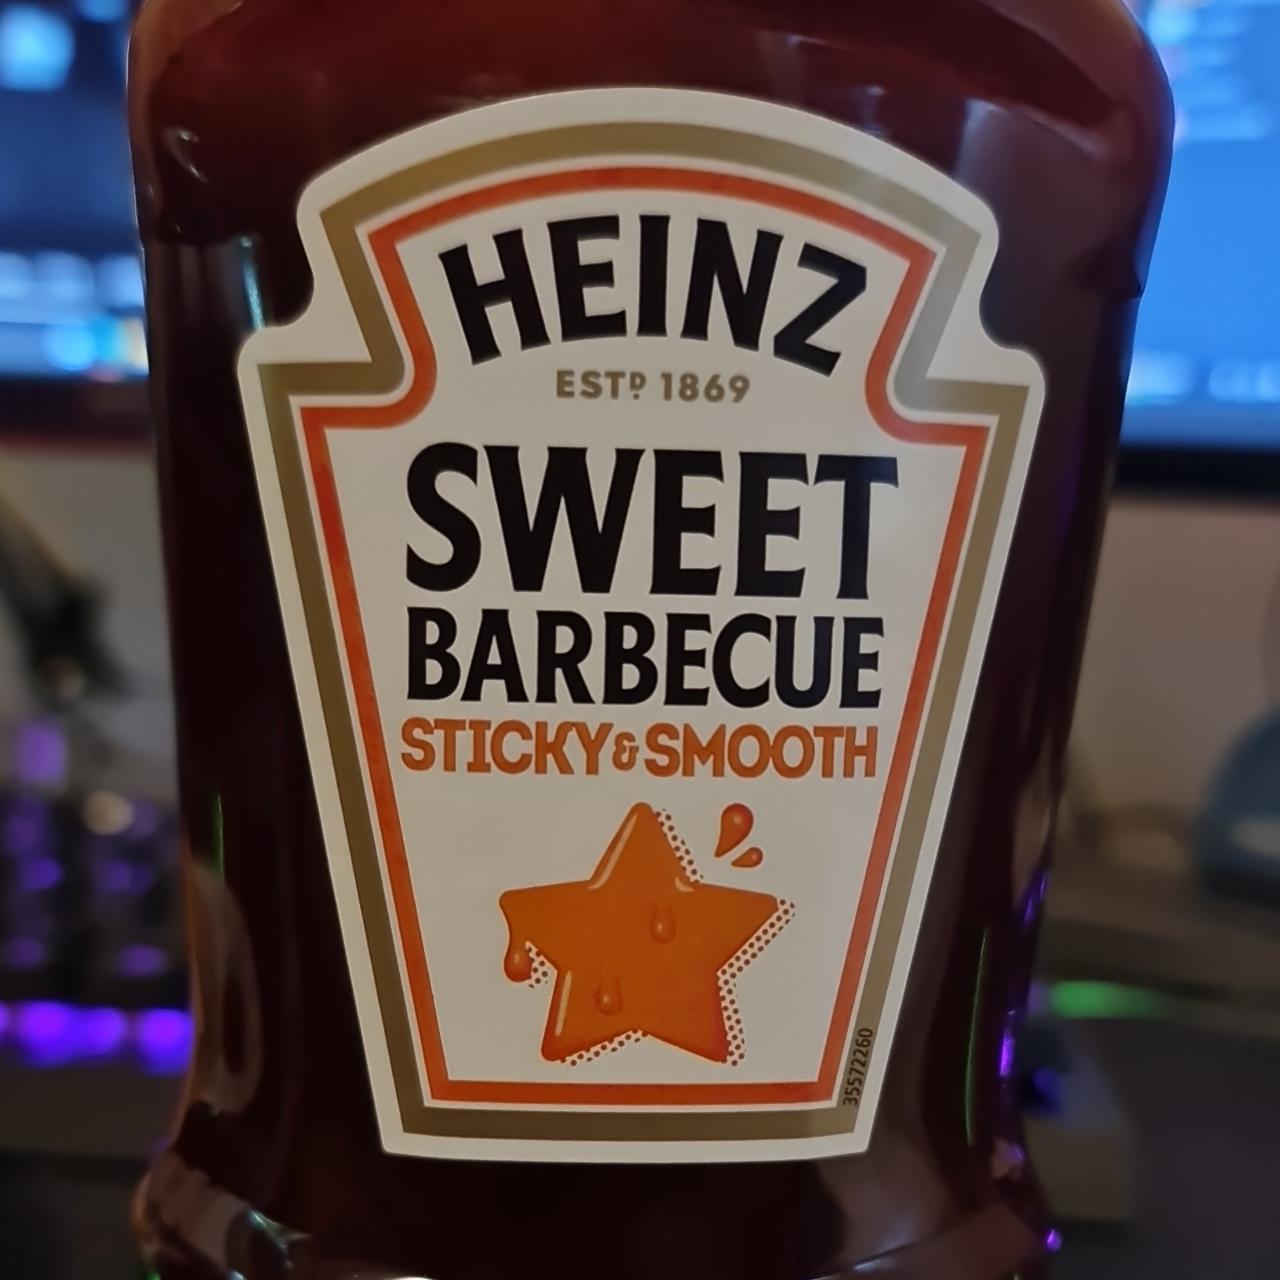 HEINZ
ESTD 1869
SWEET
BARBECUE
STICKY & SMOOTH
35572260